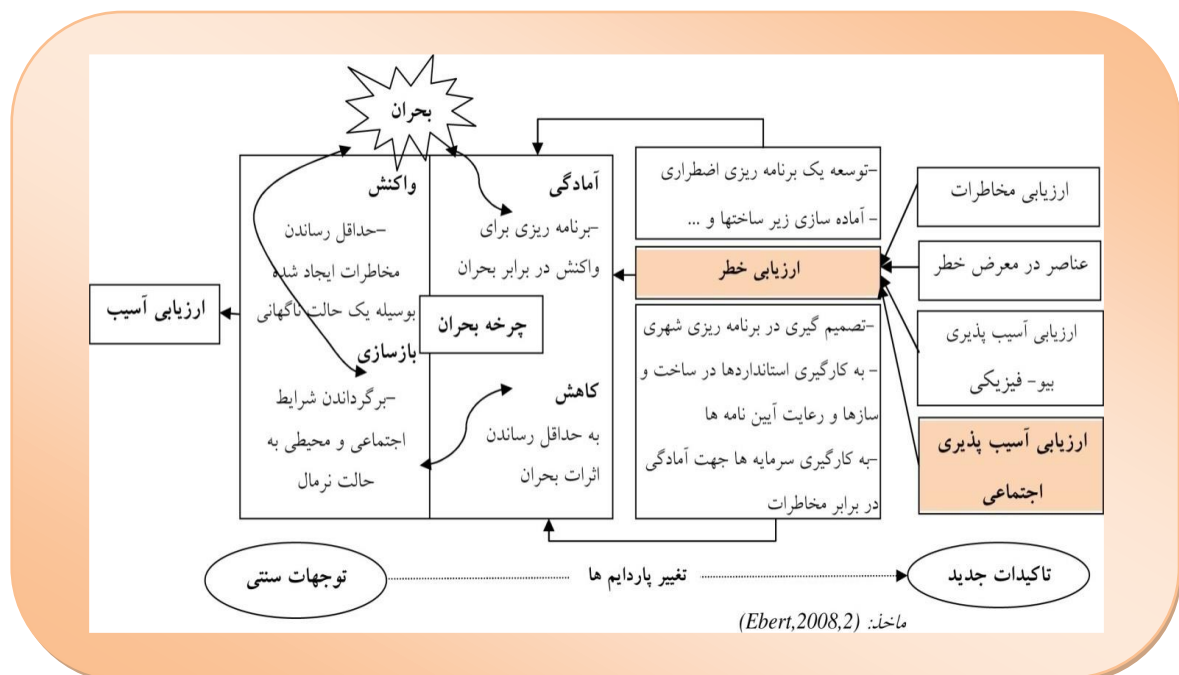 بحران
آمادگی
-برنامه ریزی برای
واکنش در برابر بحران
واکنش
-حداقل رساندن
مخاطرات ایجاد شده
بوسیله یک حالت ناگهانی
بازسازی
-برگرداندن شرایط
اجتماعی و محیطی به
حالت نرمال
چرخه بحران
کاهش
به حداقل رساندن
اثرات بحران
ارزیابی آسیب
-توسعه یک برنامه ریزی اضطراری
- آماده سازی زیر ساختها و ...
ارزیابی خطر
-تصمیم گیری در برنامه ریزی شهری
- به کارگیری استانداردها در ساخت و
سازها و رعایت آیین نامه ها
-به کارگیری سرمایه ها جهت آمادگی
در برابر مخاطرات
ارزیابی مخاطرات
عناصر در معرض خطر
ارزیابی آسیب پذیری
بیو- فیزیکی
ارزیابی آسیب پذیری
اجتماعی
تاکیدات جدید
تغییر پاردایم ها
توجهات سنتی
ماخذ: (Ebert,2008,2)